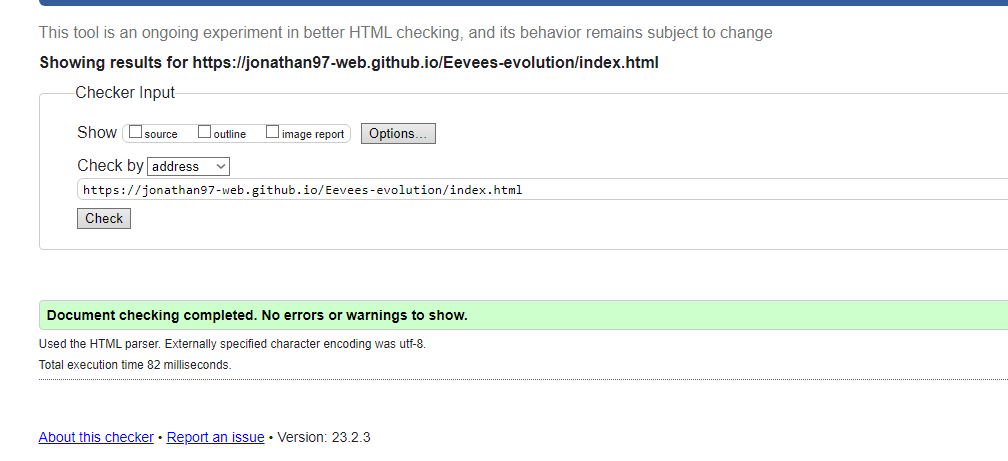 This tool is an ongoing experiment in better HTML checking, and its behavior remains subject to change
Showing results for https://jonathan97-web.github.io/Eevees-evolution/index.html
Checker Input
Show source outline image report Options...
Check by address
https://jonathan97-web.github.io/Eevees-evolution/index.html
Check
Document checking completed. No errors or warnings to show.
Used the HTML parser. Externally specified character encoding was utf-8.
Total execution time 82 milliseconds.
About this checker • Report an issue • Version: 23.2.3